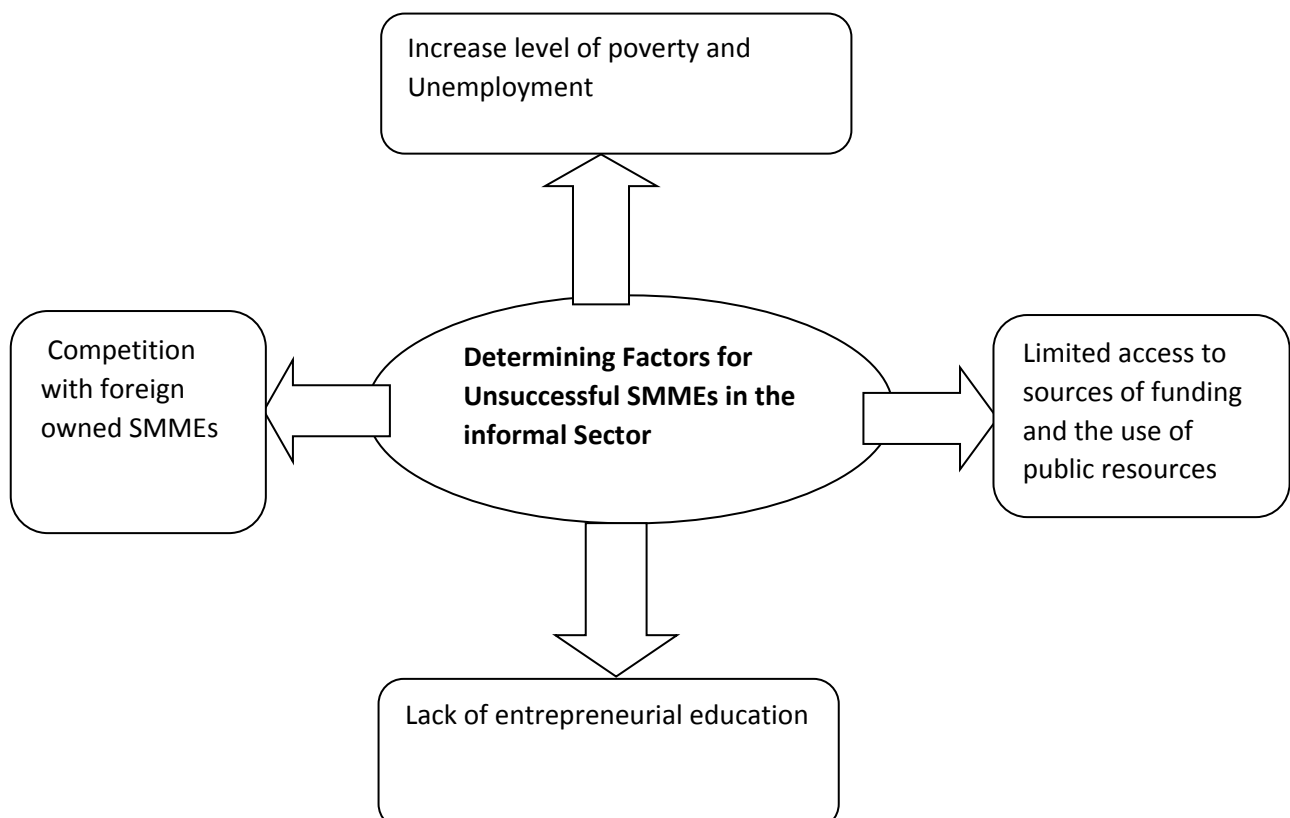 Increase level of poverty and
Unemployment
Competition
with foreign
owned SMMEs
Determining Factors for
Unsuccessful SMMEs in the
informal Sector
Limited access to
sources of funding
and the use of
public resources
Lack of entrepreneurial education